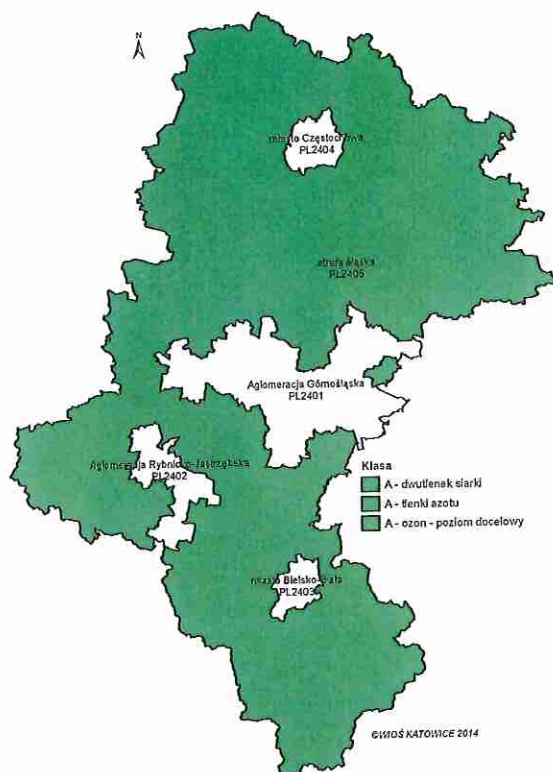 N
miasto Częstochowa
PL2404
strefa śląska
PL2405
Aglomeracja Górnośląska
PL2401
Aglomeracja Rybnicko-Jastrzębska
PL2402
Klasa
A - dwutlenek siarki
A - tlenki azotu
A - ozon - poziom docelowy
miasto Bielsko-Biała
PL2403
©WIOŚ KATOWICE 2014